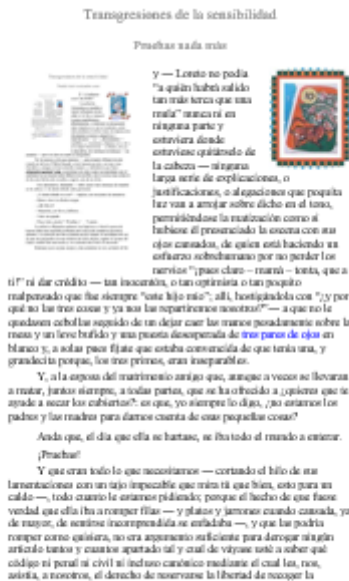 Transgresiones de la sensibilidad
Pruebas nada más
y — Loreto no podía
"a quién habrá salido
tan más terca que una
mula" nunca ni en
ninguna parte y
estuviera donde
estuviese quitárselo de
la cabeza — ninguna
larga serie de explicaciones, o
justificaciones, o alegaciones que poquita
luz van a arrojar sobre dicho en el tono,
permitiéndose la matización como si
hubiese él presenciado la escena con sus
ojos cansados, de quien está haciendo un
esfuerzo sobrehumano por no perder los
nervios "¡pues claro – mamá – tonta, que a
ti!" ni dar crédito — tan inocentón, o tan optimista o tan poquito
malpensado que fue siempre "este hijo mío"; allí, hostigándola con "¿y por
qué no las tres cosas y ya nos las repartiremos nosotros?"— a que no le
quedasen cebollas seguido de un dejar caer las manos pesadamente sobre la
mesa y un leve bufido y una puesta desesperada de tres pares de ojos en
blanco y, a solas pues fíjate que estaba convencida de que tenía una, y
grandecita porque, los tres primos, eran inseparables.
Y, a la esposa del matrimonio amigo que, aunque a veces se llevaran
a matar, juntos siempre, a todas partes, que se ha ofrecido a ¿quieres que te
ayude a secar los cubiertos?: es que, yo siempre lo digo, ¿no estamos los
padres y las madres para darnos cuenta de esas pequeñas cosas?
Anda que, el día que ella se hartase, se iba todo el mundo a enterar.
¡Pruebas!
Y que eran todo lo que necesitamos — cortando el hilo de sus
lamentaciones con un tajo impecable que mira tú que bien, esto para un
caldo —, todo cuanto le estamos pidiendo; porque el hecho de que fuese
verdad que ella iba a romper filas — y platos y jarrones cuando cansada, ya
de mayor, de sentirse incomprendida se enfadaba —, y que las podría
romper como quisiera, no era argumento suficiente para derogar ningún
artículo tantos y cuantos apartado tal y cual de váyase usté a saber qué
código ni penal ni civil ni incluso canónico mediante el cual les, nos,
asistía, a nosotros, el derecho de reservarse la libertad de recoger la